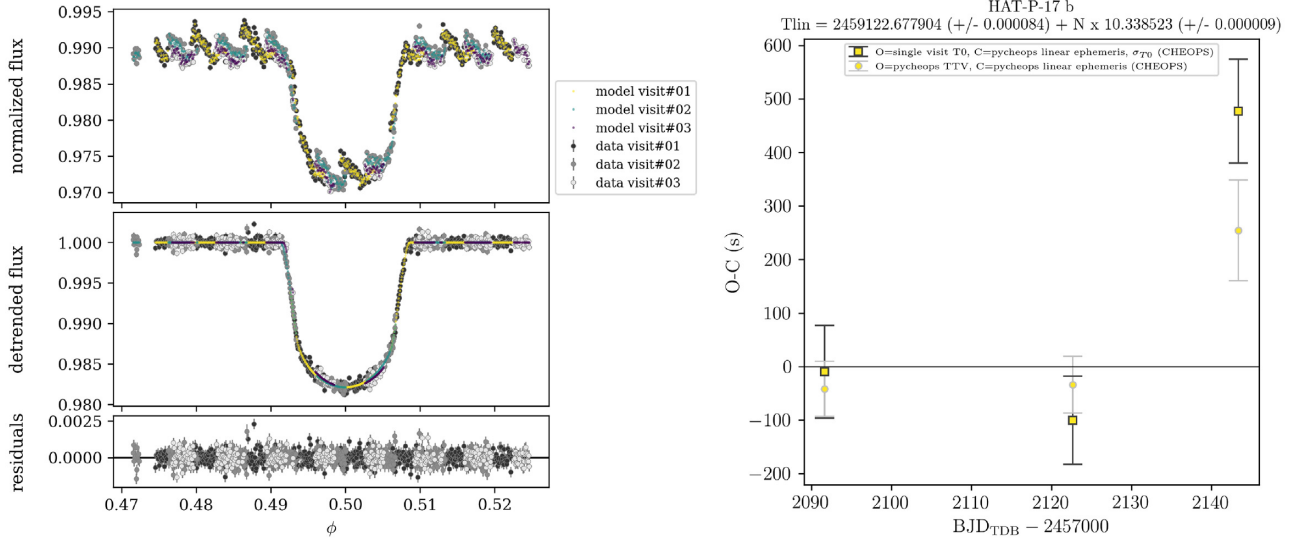 normalized flux
0.990
0.985
0.980
0.975
0.970
model visit#01
model visit#02
model visit#03
data visit#01
data visit#02
data visit#03
detrended flux
1.000
0.995
0.990
0.985
0.980
residuals
0.0025
0.0000
0.47 0.48 0.49 0.50 0.51 0.52
ϕ
HAT-P-17 b
Tlin = 2459122.677904 (+/- 0.000084) + N x 10.338523 (+/- 0.000009)
O=single visit T0, C=pycheops linear ephemeris, σ_T0 (CHEOPS)
O=pycheops TTV, C=pycheops linear ephemeris (CHEOPS)
O-C (s)
600
500
400
300
200
100
0
−100
−200
2090 2100 2110 2120 2130 2140
BJD_TDB − 2457000